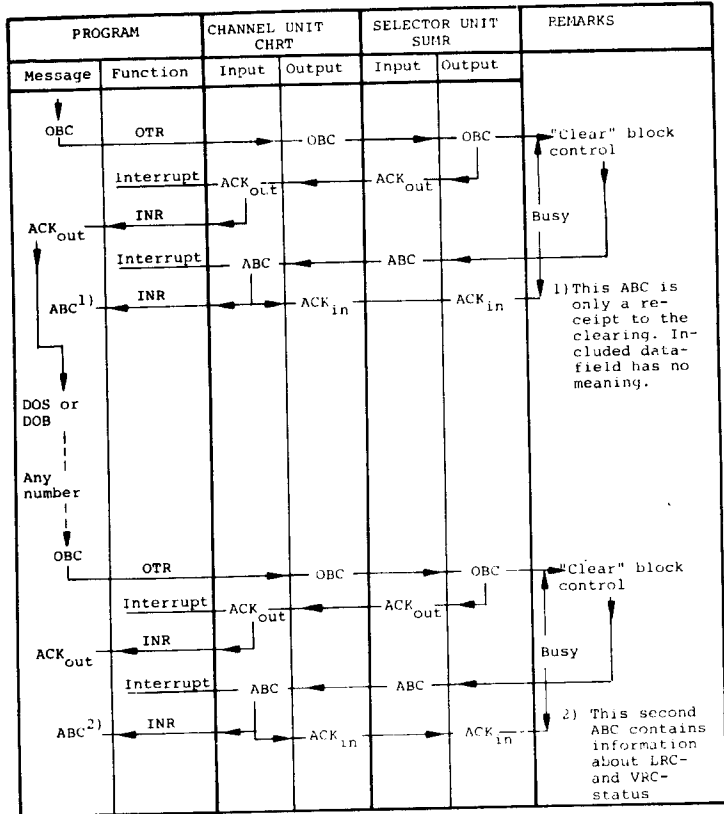 PROGRAM CHANNEL UNIT CHRT SELECTOR UNIT SUMR REMARKS
Message Function Input Output Input Output
OBC OTR OBC OBC "Clear" block
control
Interrupt ACKout ACKout
ACKout INR
Busy
Interrupt ABC ABC
ABC1) INR ACKin ACKin
1) This ABC is
only a re-
ceipt to the
clearing. In-
cluded data-
field has no
meaning.
DOS or
DOB
Any
number
OBC OTR OBC OBC "Clear" block
control
Interrupt ACKout ACKout
ACKout INR
Busy
Interrupt ABC ABC
ABC2) INR ACKin ACKin
2) This second
ABC contains
information
about LRC-
and VRC-
status